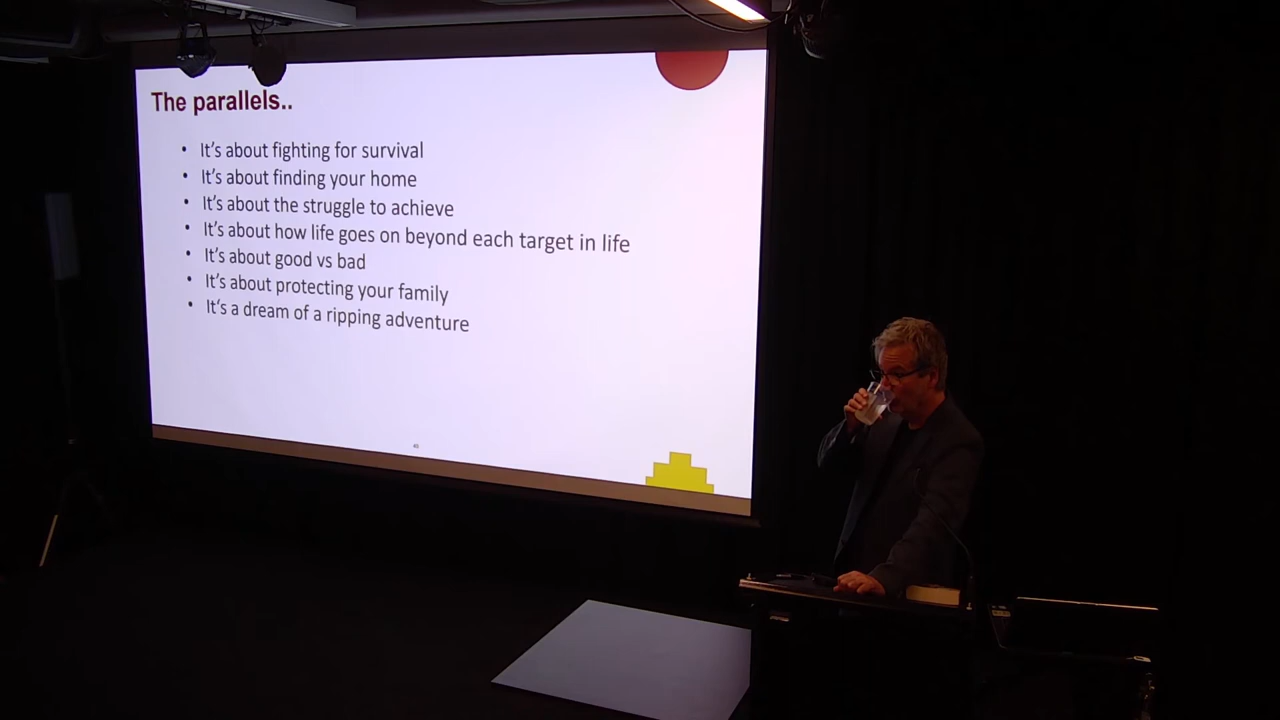 The parallels..
• It's about fighting for survival
• It's about finding your home
• It's about the struggle to achieve
• It's about how life goes on beyond each target in life
• It's about good vs bad
• It's about protecting your family
• It's a dream of a ripping adventure